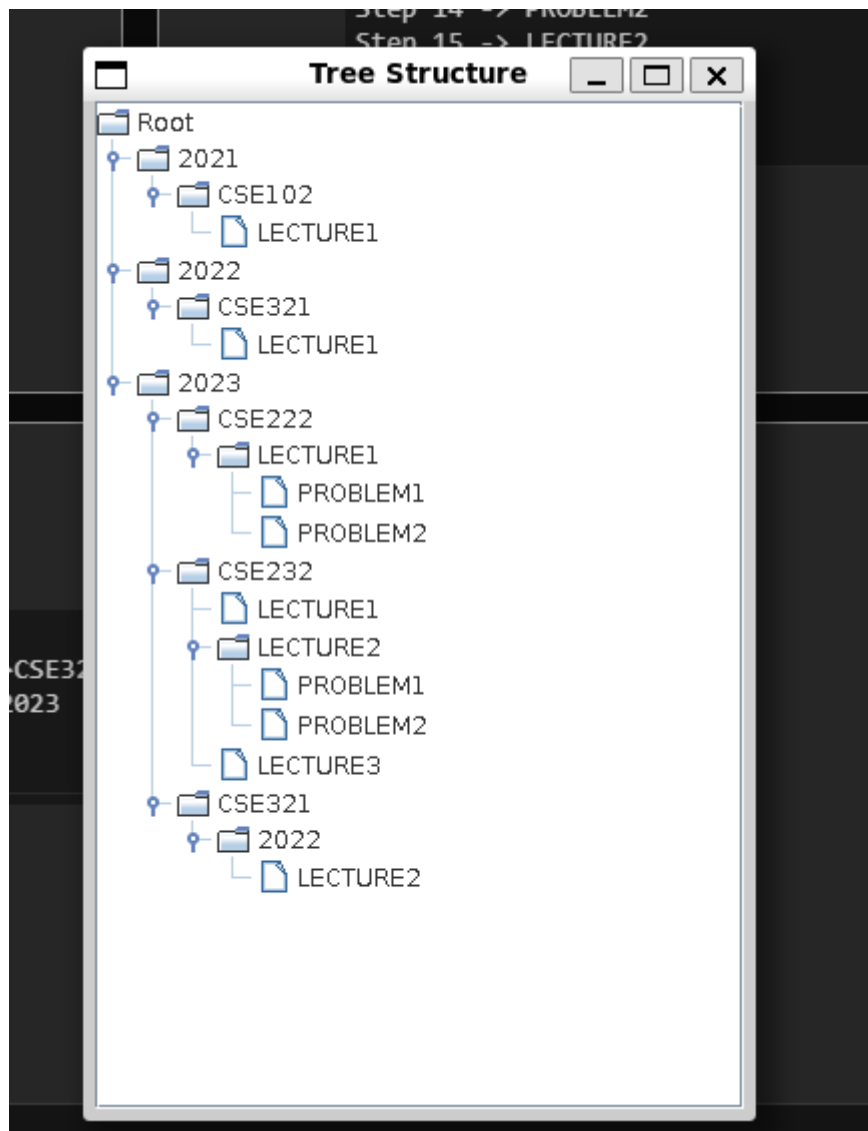 Step 14 -> PROBLEM2
Step 15 -> LECTURE2
Tree Structure
Root
2021
CSE102
LECTURE1
2022
CSE321
LECTURE1
2023
CSE222
LECTURE1
PROBLEM1
PROBLEM2
CSE232
LECTURE1
LECTURE2
PROBLEM1
PROBLEM2
LECTURE3
CSE321
2022
LECTURE2
CSE32
2023